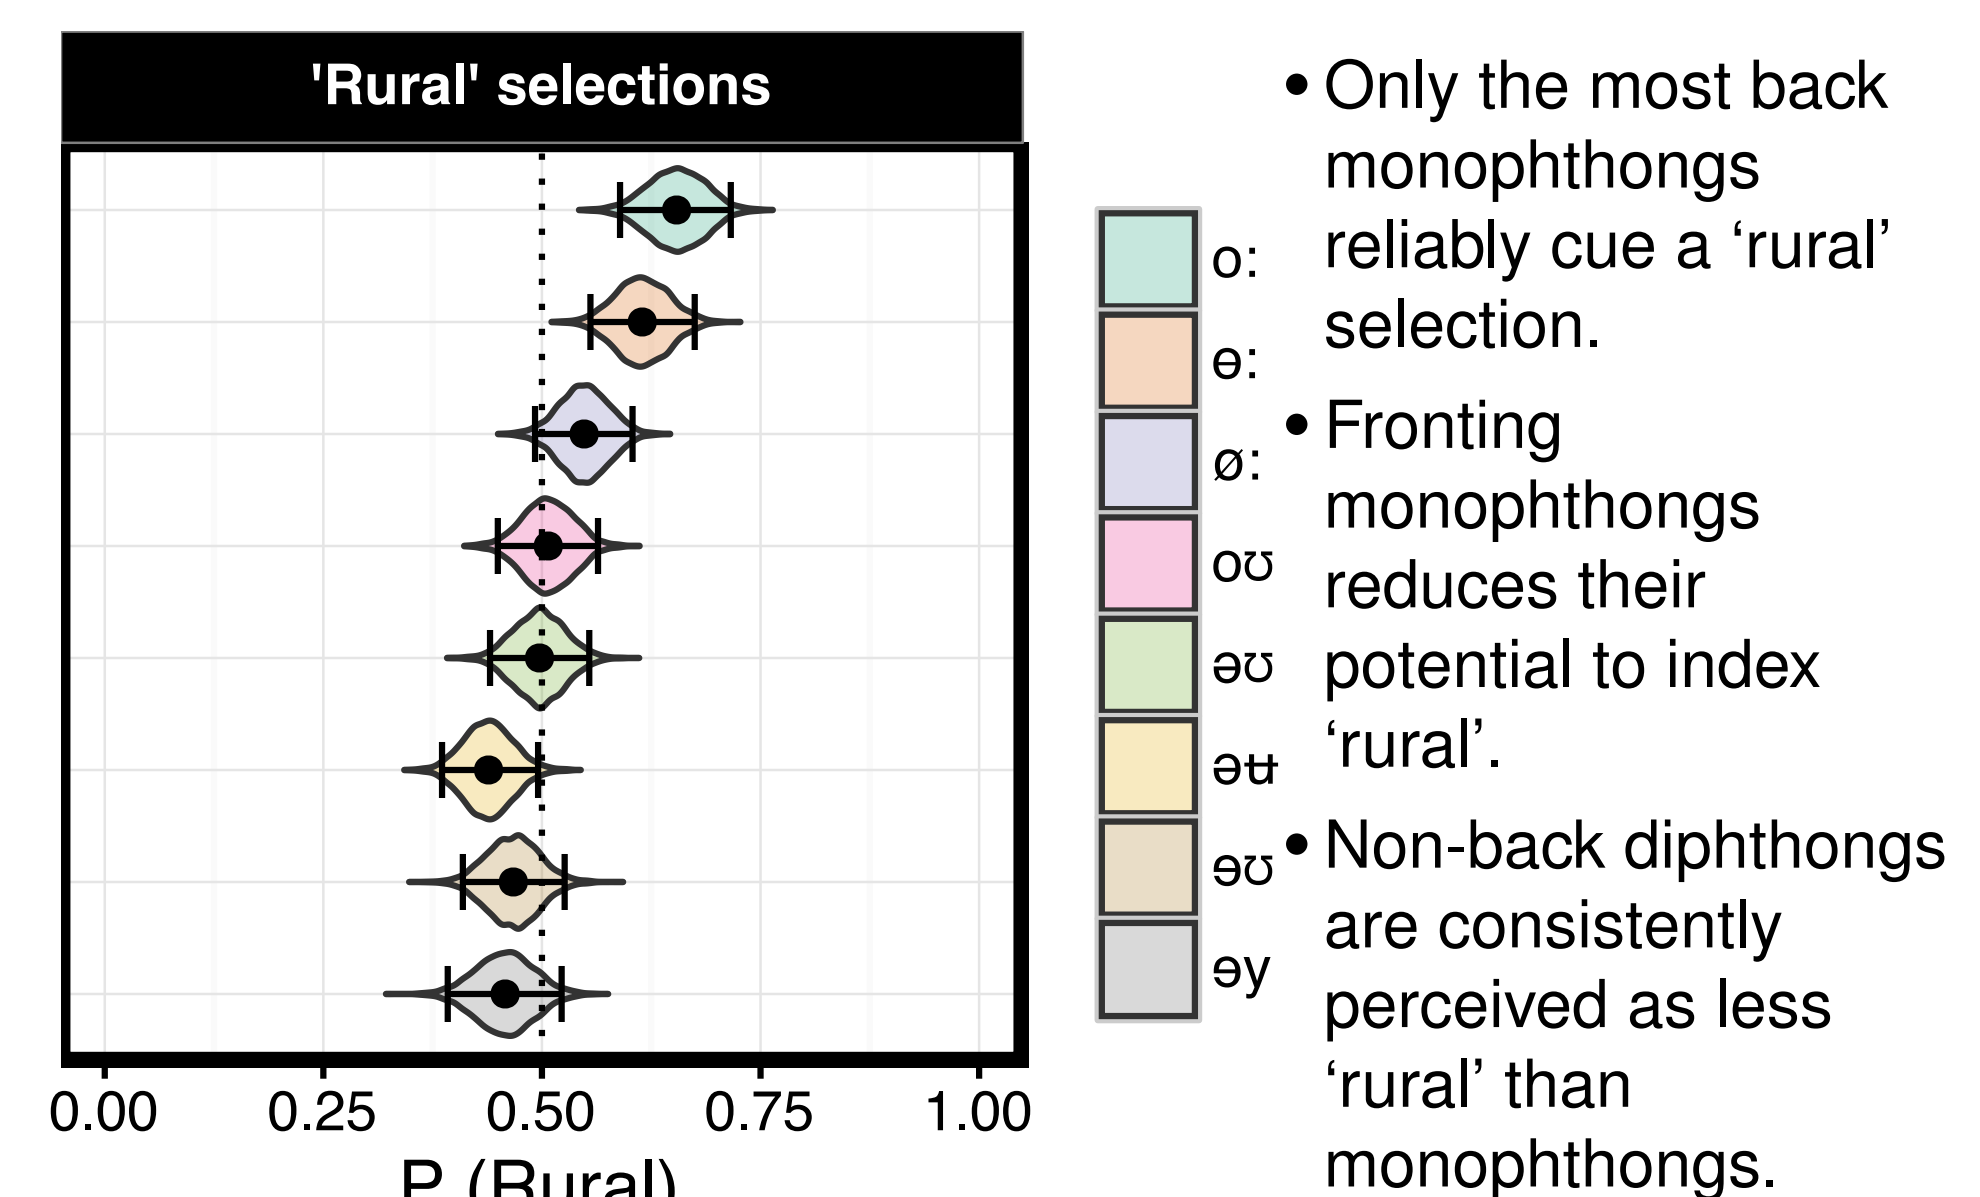 'Rural' selections
0.00 0.25 0.50 0.75 1.00
P (Rural)
o:
ɵ:
ø:
oʊ
əʊ
əʉ
ɘʊ
ɘy
• Only the most back
monophthongs
reliably cue a ‘rural’
selection.
• Fronting
monophthongs
reduces their
potential to index
‘rural’.
• Non-back diphthongs
are consistently
perceived as less
‘rural’ than
monophthongs.